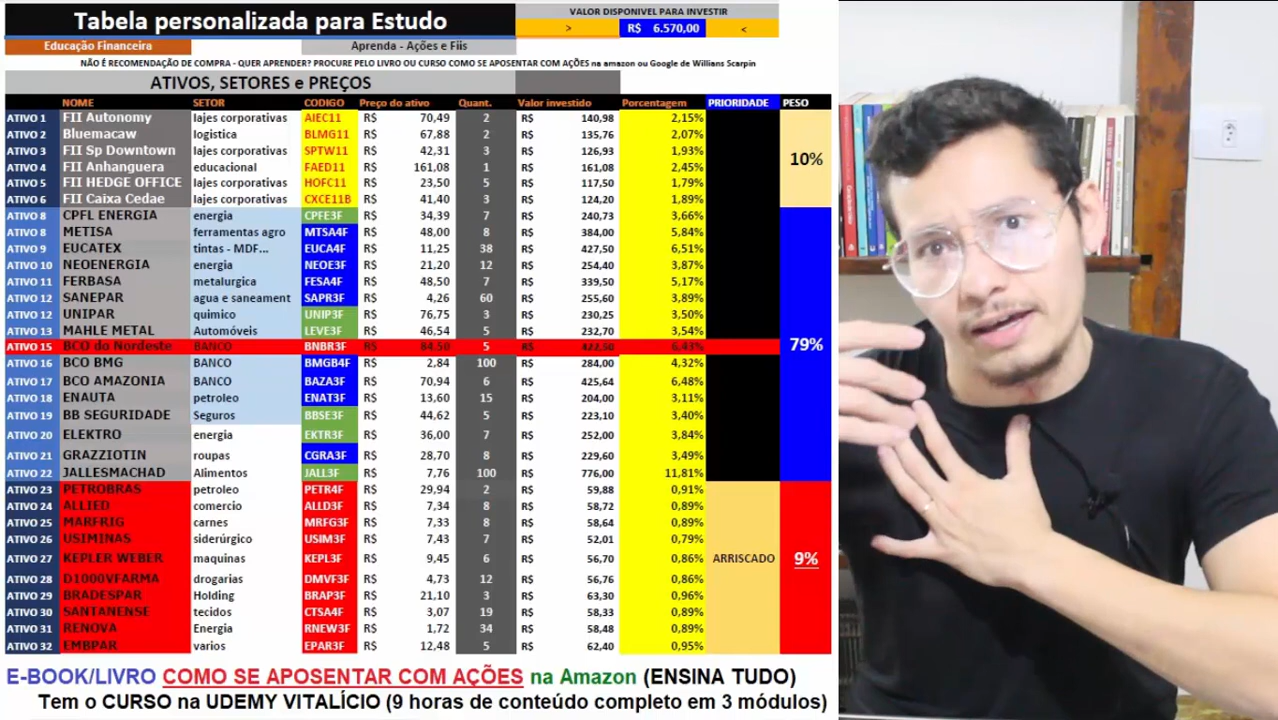 Tabela personalizada para Estudo
VALOR DISPONIVEL PARA INVESTIR
> R$ 6.570,00 <
Educação Financeira Aprenda - Ações e Fiis
NÃO É RECOMENDAÇÃO DE COMPRA - QUER APRENDER? PROCURE PELO LIVRO OU CURSO COMO SE APOSENTAR COM AÇÕES na amazon ou Google de Willians Scarpin
ATIVOS, SETORES e PREÇOS
NOME SETOR CODIGO Preço do ativo Quant. Valor investido Porcentagem PRIORIDADE PESO
ATIVO 1 FII Autonomy lajes corporativas AIEC11 R$ 70,49 2 R$ 140,98 2,15%
ATIVO 2 Bluemacaw logistica BLMG11 R$ 67,88 2 R$ 135,76 2,07%
ATIVO 3 FII Sp Downtown lajes corporativas SPTW11 R$ 42,31 3 R$ 126,93 1,93%
10%
ATIVO 4 FII Anhanguera educacional FAED11 R$ 161,08 1 R$ 161,08 2,45%
ATIVO 5 FII HEDGE OFFICE lajes corporativas HOFC11 R$ 23,50 5 R$ 117,50 1,79%
ATIVO 6 FII Caixa Cedae lajes corporativas CXCE11B R$ 41,40 3 R$ 124,20 1,89%
ATIVO 8 CPFL ENERGIA energia CPFE3F R$ 34,39 7 R$ 240,73 3,66%
ATIVO 8 METISA ferramentas agro MTSA4F R$ 48,00 8 R$ 384,00 5,84%
ATIVO 9 EUCATEX tintas - MDF... EUCA4F R$ 11,25 38 R$ 427,50 6,51%
ATIVO 10 NEOENERGIA energia NEOE3F R$ 21,20 12 R$ 254,40 3,87%
ATIVO 11 FERBASA metalurgica FESA4F R$ 48,50 7 R$ 339,50 5,17%
ATIVO 12 SANEPAR agua e saneament SAPR3F R$ 4,26 60 R$ 255,60 3,89%
ATIVO 12 UNIPAR quimico UNIP3F R$ 76,75 3 R$ 230,25 3,50%
ATIVO 13 MAHLE METAL Automóveis LEVE3F R$ 46,54 5 R$ 232,70 3,54%
ATIVO 15 BCO do Nordeste BANCO BNBR3F R$ 84,50 5 R$ 422,50 6,43% 79%
ATIVO 16 BCO BMG BANCO BMGB4F R$ 2,84 100 R$ 284,00 4,32%
ATIVO 17 BCO AMAZONIA BANCO BAZA3F R$ 70,94 6 R$ 425,64 6,48%
ATIVO 18 ENAUTA petroleo ENAT3F R$ 13,60 15 R$ 204,00 3,11%
ATIVO 19 BB SEGURIDADE Seguros BBSE3F R$ 44,62 5 R$ 223,10 3,40%
ATIVO 20 ELEKTRO energia EKTR3F R$ 36,00 7 R$ 252,00 3,84%
ATIVO 21 GRAZZIOTIN roupas CGRA3F R$ 28,70 8 R$ 229,60 3,49%
ATIVO 22 JALLESMACHAD Alimentos JALL3F R$ 7,76 100 R$ 776,00 11,81%
ATIVO 23 PETROBRAS petroleo PETR4F R$ 29,94 2 R$ 59,88 0,91%
ATIVO 24 ALLIED comercio ALLD3F R$ 7,34 8 R$ 58,72 0,89%
ATIVO 25 MARFRIG carnes MRFG3F R$ 7,33 8 R$ 58,64 0,89%
ATIVO 26 USIMINAS siderúrgico USIM3F R$ 7,43 7 R$ 52,01 0,79%
ATIVO 27 KEPLER WEBER maquinas KEPL3F R$ 9,45 6 R$ 56,70 0,86% ARRISCADO 9%
ATIVO 28 D1000VFARMA drogarias DMVF3F R$ 4,73 12 R$ 56,76 0,86%
ATIVO 29 BRADESPAR Holding BRAP3F R$ 21,10 3 R$ 63,30 0,96%
ATIVO 30 SANTANENSE tecidos CTSA4F R$ 3,07 19 R$ 58,33 0,89%
ATIVO 31 RENOVA Energia RNEW3F R$ 1,72 34 R$ 58,48 0,89%
ATIVO 32 EMBPAR varios EPAR3F R$ 12,48 5 R$ 62,40 0,95%
E-BOOK/LIVRO COMO SE APOSENTAR COM AÇÕES na Amazon (ENSINA TUDO)
Tem o CURSO na UDEMY VITALÍCIO (9 horas de conteúdo completo em 3 módulos)